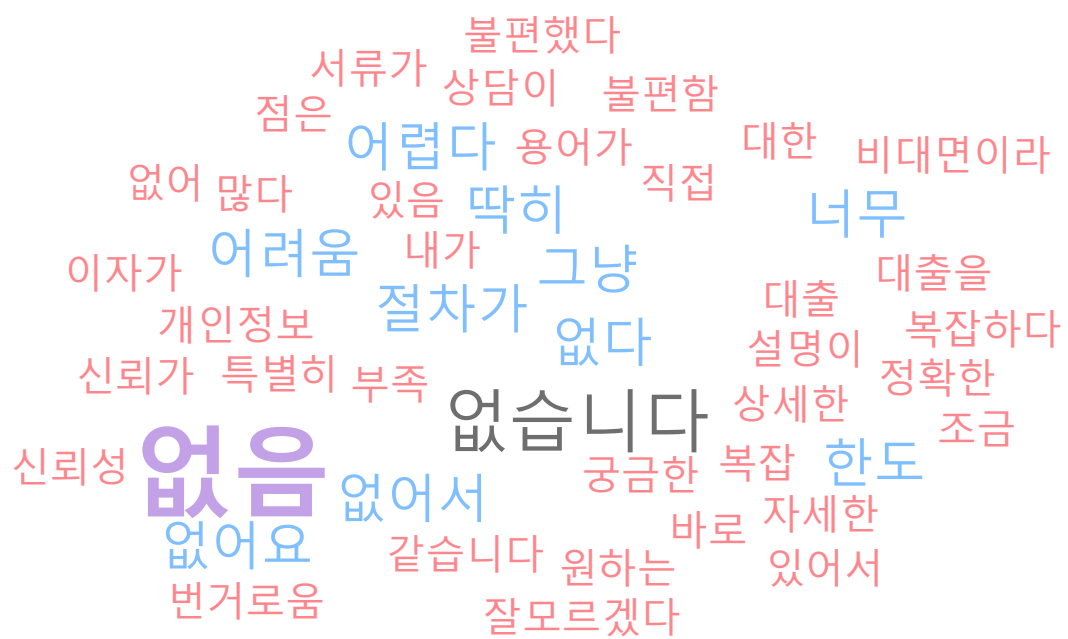 불편했다
서류가
상담이
불편함
점은
어렵다
용어가
대한
비대면이라
없어
많다
있음
딱히
직접
너무
이자가
어려움
내가
그냥
대출을
개인정보
절차가
없다
대출
설명이
복잡하다
신뢰가
특별히
부족
없습니다
상세한
정확한
조금
신뢰성
없음
없어서
궁금한
복잡
한도
없어요
같습니다
원하는
바로
자세한
있어서
번거로움
잘모르겠다